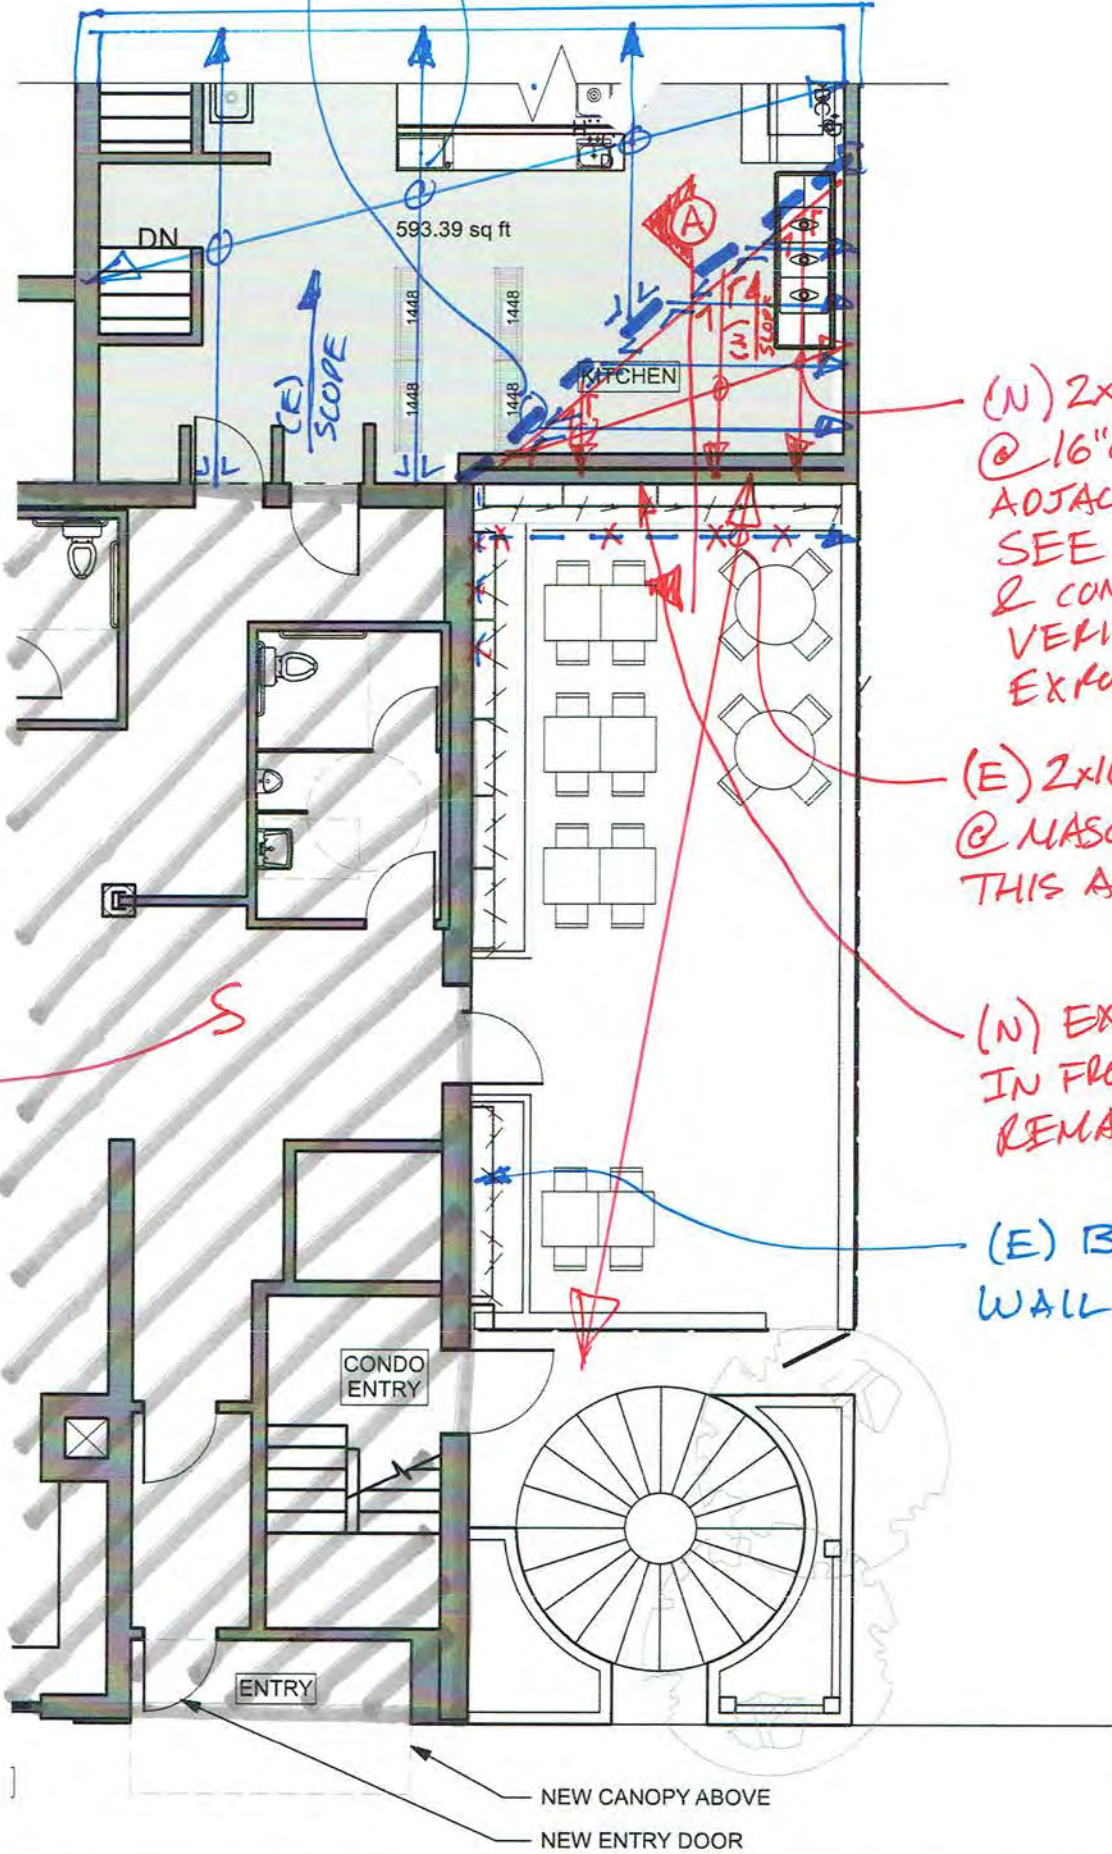 593.39 sq ft
DN
1448
1448
1448
1448
(E)
SLOPE
A
(N)
SLOPE
KITCHEN
(N) 2x
@ 16"
ADJAC
SEE
& CON
VERI
EXPO
(E) 2x1
@ MASO
THIS A
(N) EX
IN FRO
REMA
(E) B
WALL
S
CONDO
ENTRY
ENTRY
NEW CANOPY ABOVE
NEW ENTRY DOOR
]